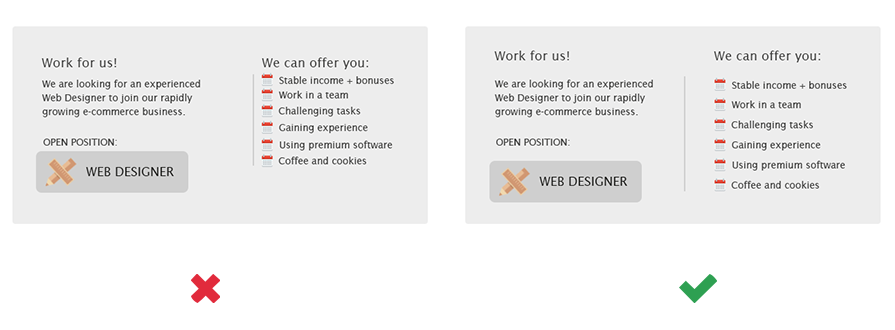 Work for us!
We are looking for an experienced
Web Designer to join our rapidly
growing e-commerce business.
OPEN POSITION:
WEB DESIGNER
We can offer you:
Stable income + bonuses
Work in a team
Challenging tasks
Gaining experience
Using premium software
Coffee and cookies
Work for us!
We are looking for an experienced
Web Designer to join our rapidly
growing e-commerce business.
OPEN POSITION:
WEB DESIGNER
We can offer you:
Stable income + bonuses
Work in a team
Challenging tasks
Gaining experience
Using premium software
Coffee and cookies